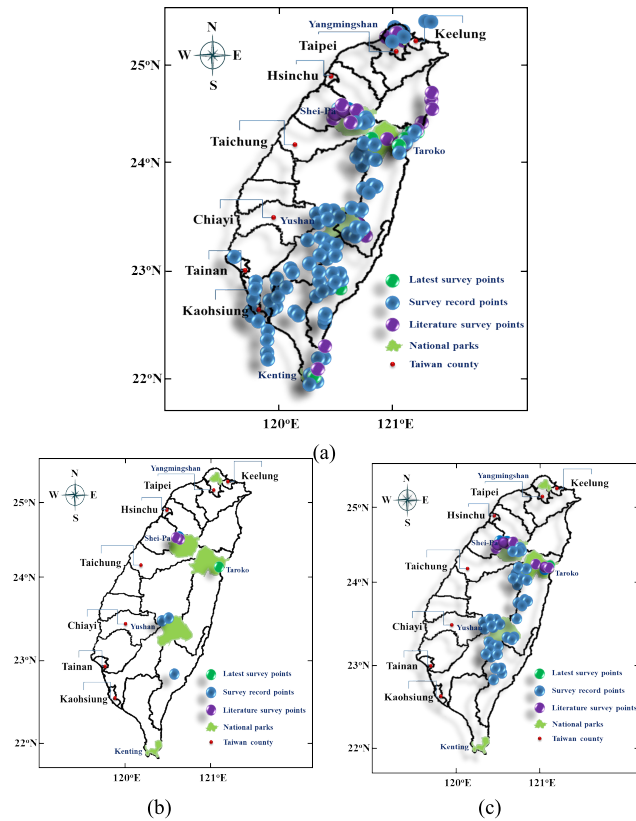 N
W E
S
Yangmingshan
Keelung
Taipei
25°N
Hsinchu
Shei-Pa
Taichung
24°N
Taroko
Chiayi
Yushan
Tainan
23°N
Latest survey points
Survey record points
Kaohsiung
Literature survey points
National parks
Kenting
Taiwan county
22°N
120°E
121°E
(a)
N
W E
S
Yangmingshan
Keelung
Taipei
25°N
Hsinchu
Shei-Pa
Taichung
24°N
Taroko
Chiayi
Yushan
Tainan
23°N
Latest survey points
Survey record points
Kaohsiung
Literature survey points
National parks
Taiwan county
Kenting
22°N
120°E
121°E
(b)
N
W E
S
Yangmingshan
Keelung
Taipei
25°N
Hsinchu
Shei-Pa
Taichung
24°N
Taroko
Chiayi
Yushan
Tainan
23°N
Latest survey points
Survey record points
Kaohsiung
Literature survey points
National parks
Taiwan county
Kenting
22°N
120°E
121°E
(c)